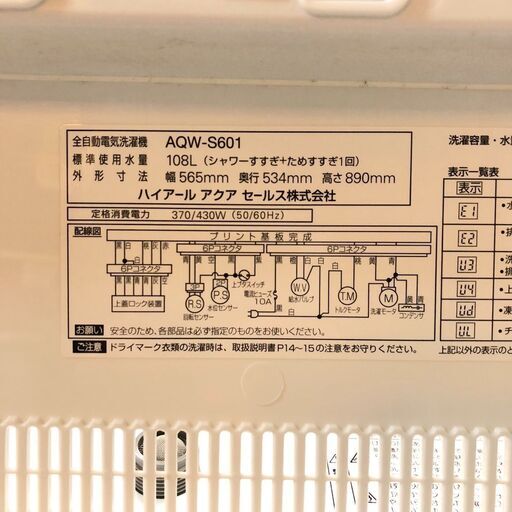 全自動電気洗濯機 AQW-S601
標準使用水量 108L（シャワーすすぎ+ためすすぎ1回）
外形寸法 幅565mm 奥行534mm 高さ890mm
ハイアール アクア セールス株式会社
定格消費電力 370/430W（50/60Hz）
配線図
プリント基板完成
黒 白 桃 灰 赤
6Pコネクタ 6Pコネクタ
6Pコネクタ
上ブタスイッチ
電流ヒューズ
10A
上蓋ロック装置
R.S
回転センサー
P.S
水位センサー
W.V
給水バルブ
T.M
トルクモータ
M
洗濯モータ
コンデンサ
お願い 安全のため、各部品は必ず指定のものをお使いください。
ご注意 ドライマーク衣類の洗濯時は、取扱説明書P14〜15の注意をお守りください。
洗濯容量・水
表示一覧表
表示
E1
E2
U3
U4
Ud
UL
上記以外の表示のと